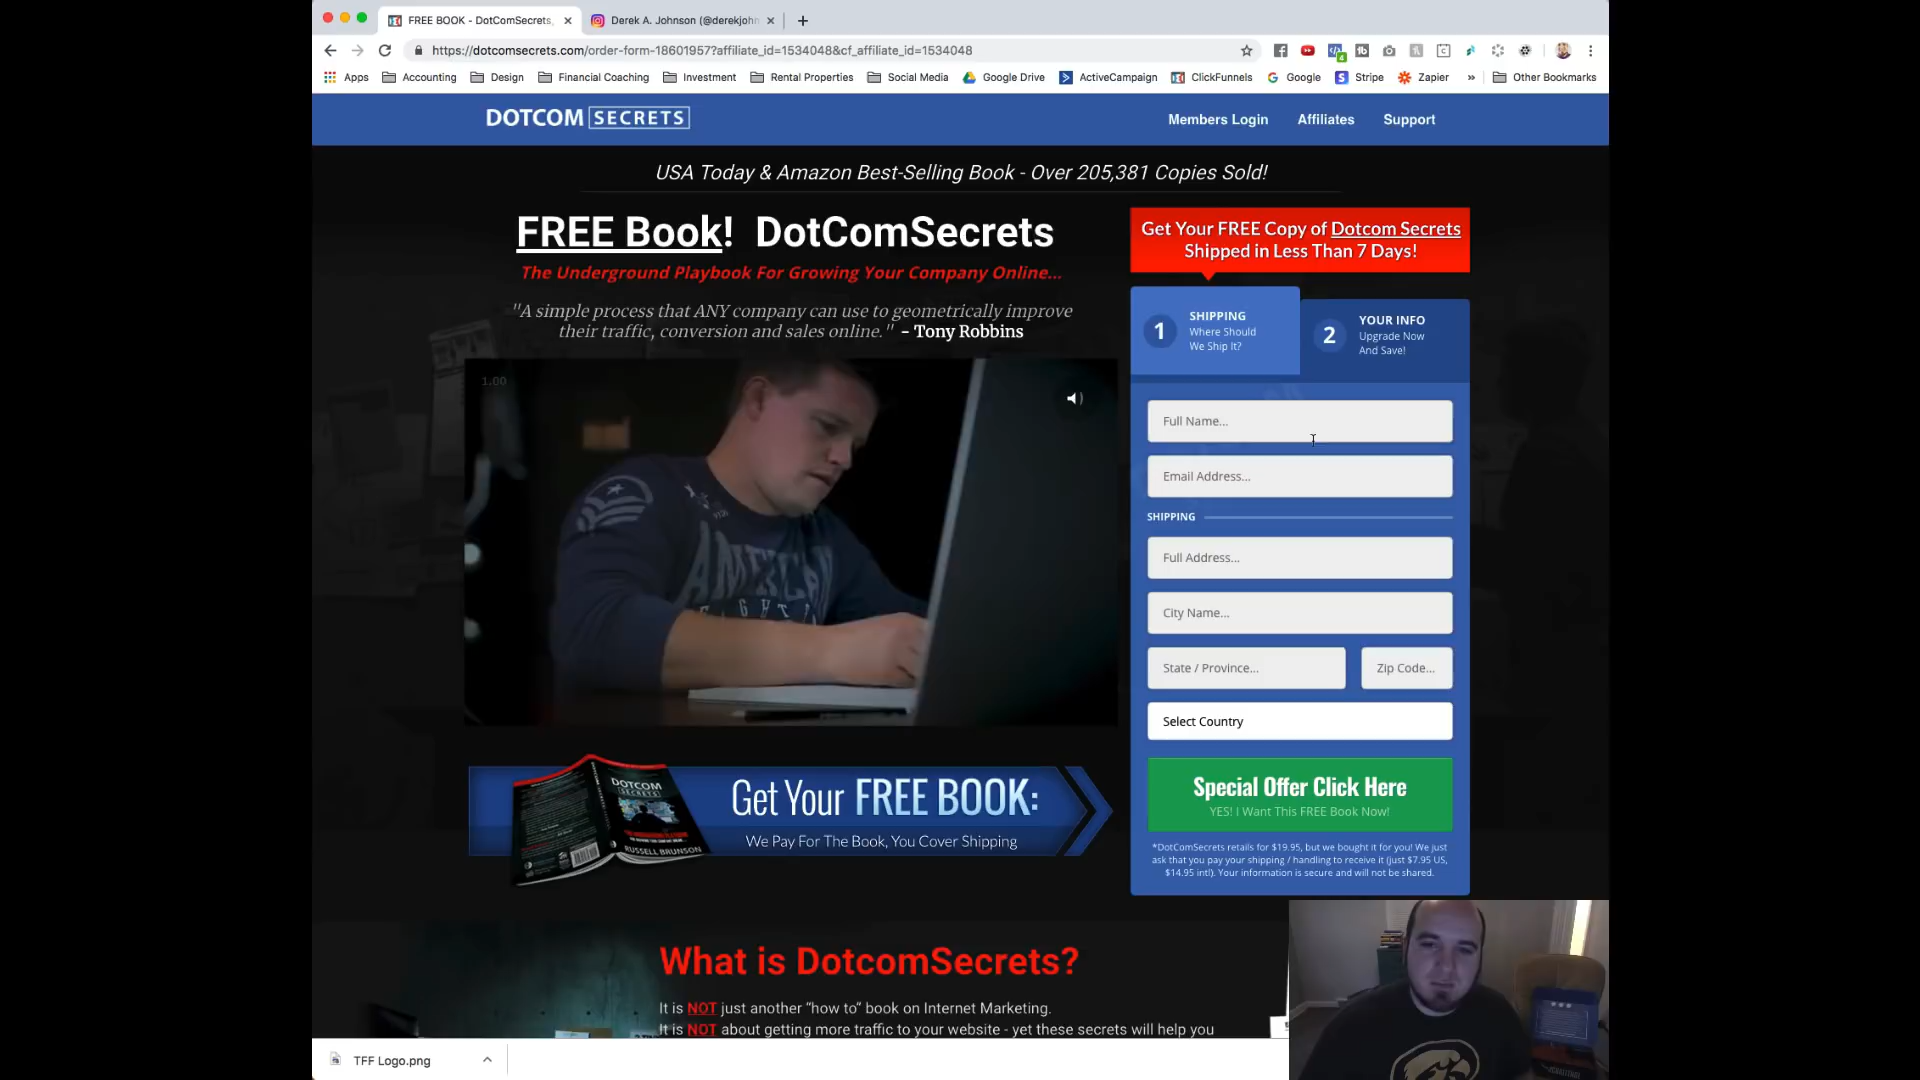 FREE BOOK - DotComSecrets,
Derek A. Johnson (@derekjohn
https://dotcomsecrets.com/order-form-18601957?affiliate_id=1534048&cf_affiliate_id=1534048
Apps Accounting Design Financial Coaching Investment Rental Properties Social Media Google Drive ActiveCampaign ClickFunnels Google Stripe Zapier » Other Bookmarks
DOTCOM SECRETS
Members Login Affiliates Support
USA Today & Amazon Best-Selling Book - Over 205,381 Copies Sold!
FREE Book! DotComSecrets
The Underground Playbook For Growing Your Company Online...
"A simple process that ANY company can use to geometrically improve
their traffic, conversion and sales online." - Tony Robbins
1.00
AMERICAN
FIGHTER
Get Your FREE BOOK:
We Pay For The Book, You Cover Shipping
DOTCOM
SECRETS
RUSSELL BRUNSON
Get Your FREE Copy of Dotcom Secrets
Shipped in Less Than 7 Days!
1 SHIPPING
Where Should
We Ship It?
2 YOUR INFO
Upgrade Now
And Save!
Full Name...
Email Address...
SHIPPING
Full Address...
City Name...
State / Province... Zip Code...
Select Country
Special Offer Click Here
YES! I Want This FREE Book Now!
*DotComSecrets retails for $19.95, but we bought it for you! We just
ask that you pay your shipping / handling to receive it (just $7.95 US,
$14.95 intl). Your information is secure and will not be shared.
What is DotcomSecrets?
It is NOT just another “how to” book on Internet Marketing.
It is NOT about getting more traffic to your website - yet these secrets will help you
TFF Logo.png